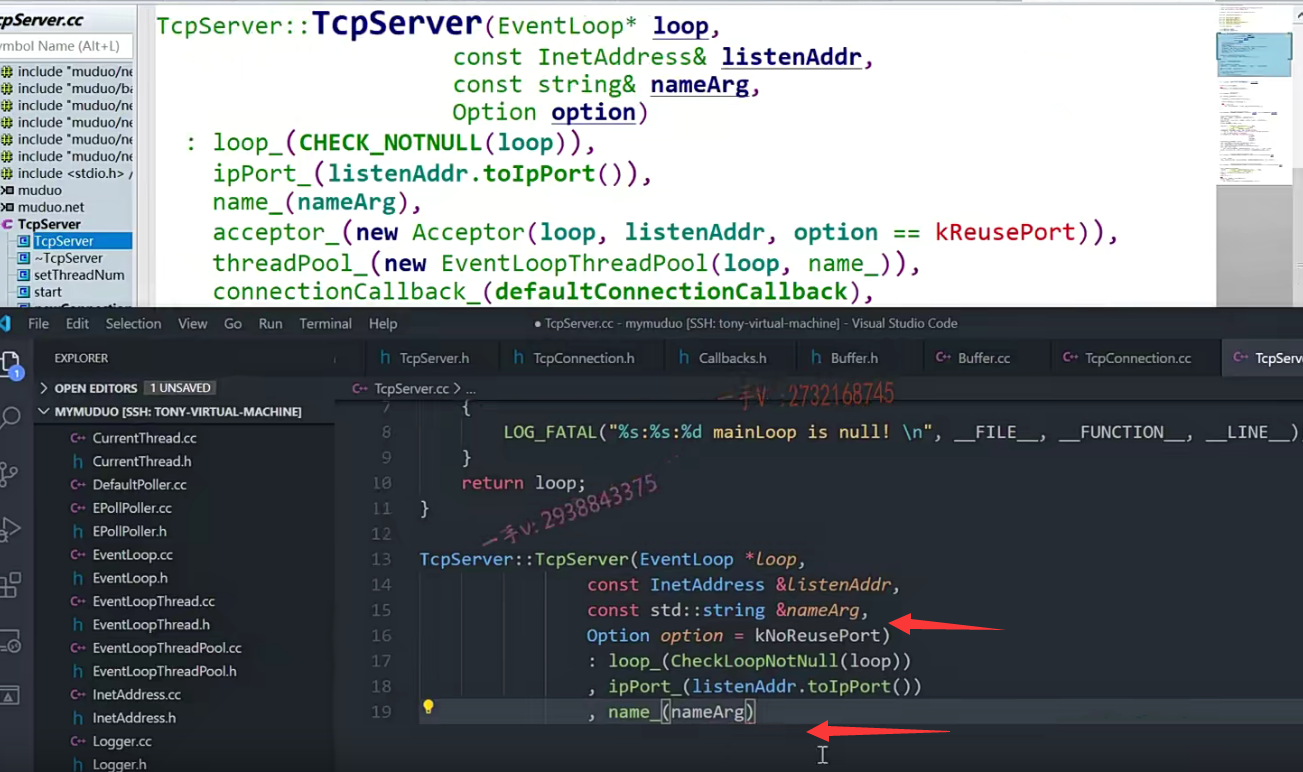 TcpServer.cc
TcpServer::TcpServer(EventLoop* loop,
const InetAddress& listenAddr,
const string& nameArg,
Option option)
: loop_(CHECK_NOTNULL(loop)),
ipPort_(listenAddr.toIpPort()),
name_(nameArg),
acceptor_(new Acceptor(loop, listenAddr, option == kReusePort)),
threadPool_(new EventLoopThreadPool(loop, name_)),
connectionCallback_(defaultConnectionCallback),
ymbol Name (Alt+L)
include "muduo/ne
include "muduo/ba
include "muduo/ne
include "muduo/ne
include "muduo/ne
include "muduo/ne
include <stdio.h> /
muduo
muduo.net
TcpServer
TcpServer
~TcpServer
setThreadNum
start
File Edit Selection View Go Run Terminal Help
● TcpServer.cc - mymuduo [SSH: tony-virtual-machine] - Visual Studio Code
EXPLORER
TcpServer.h TcpConnection.h Callbacks.h Buffer.h Buffer.cc TcpConnection.cc TcpServ
OPEN EDITORS 1 UNSAVED
MYMUDUO [SSH: TONY-VIRTUAL-MACHINE]
CurrentThread.cc
CurrentThread.h
DefaultPoller.cc
EPollPoller.cc
EPollPoller.h
EventLoop.cc
EventLoop.h
EventLoopThread.cc
EventLoopThread.h
EventLoopThreadPool.cc
EventLoopThreadPool.h
InetAddress.cc
InetAddress.h
Logger.cc
Logger.h
TcpServer.cc > ...
一手V :2732168745
7 {
8 LOG_FATAL("%s:%s:%d mainLoop is null! \n", __FILE__, __FUNCTION__, __LINE__)
9 }
10 return loop;
11 }
一手v: 2938843375
12
13 TcpServer::TcpServer(EventLoop *loop,
14 const InetAddress &listenAddr,
15 const std::string &nameArg,
16 Option option = kNoReusePort)
17 : loop_(CheckLoopNotNull(loop))
18 , ipPort_(listenAddr.toIpPort())
19 , name_(nameArg)